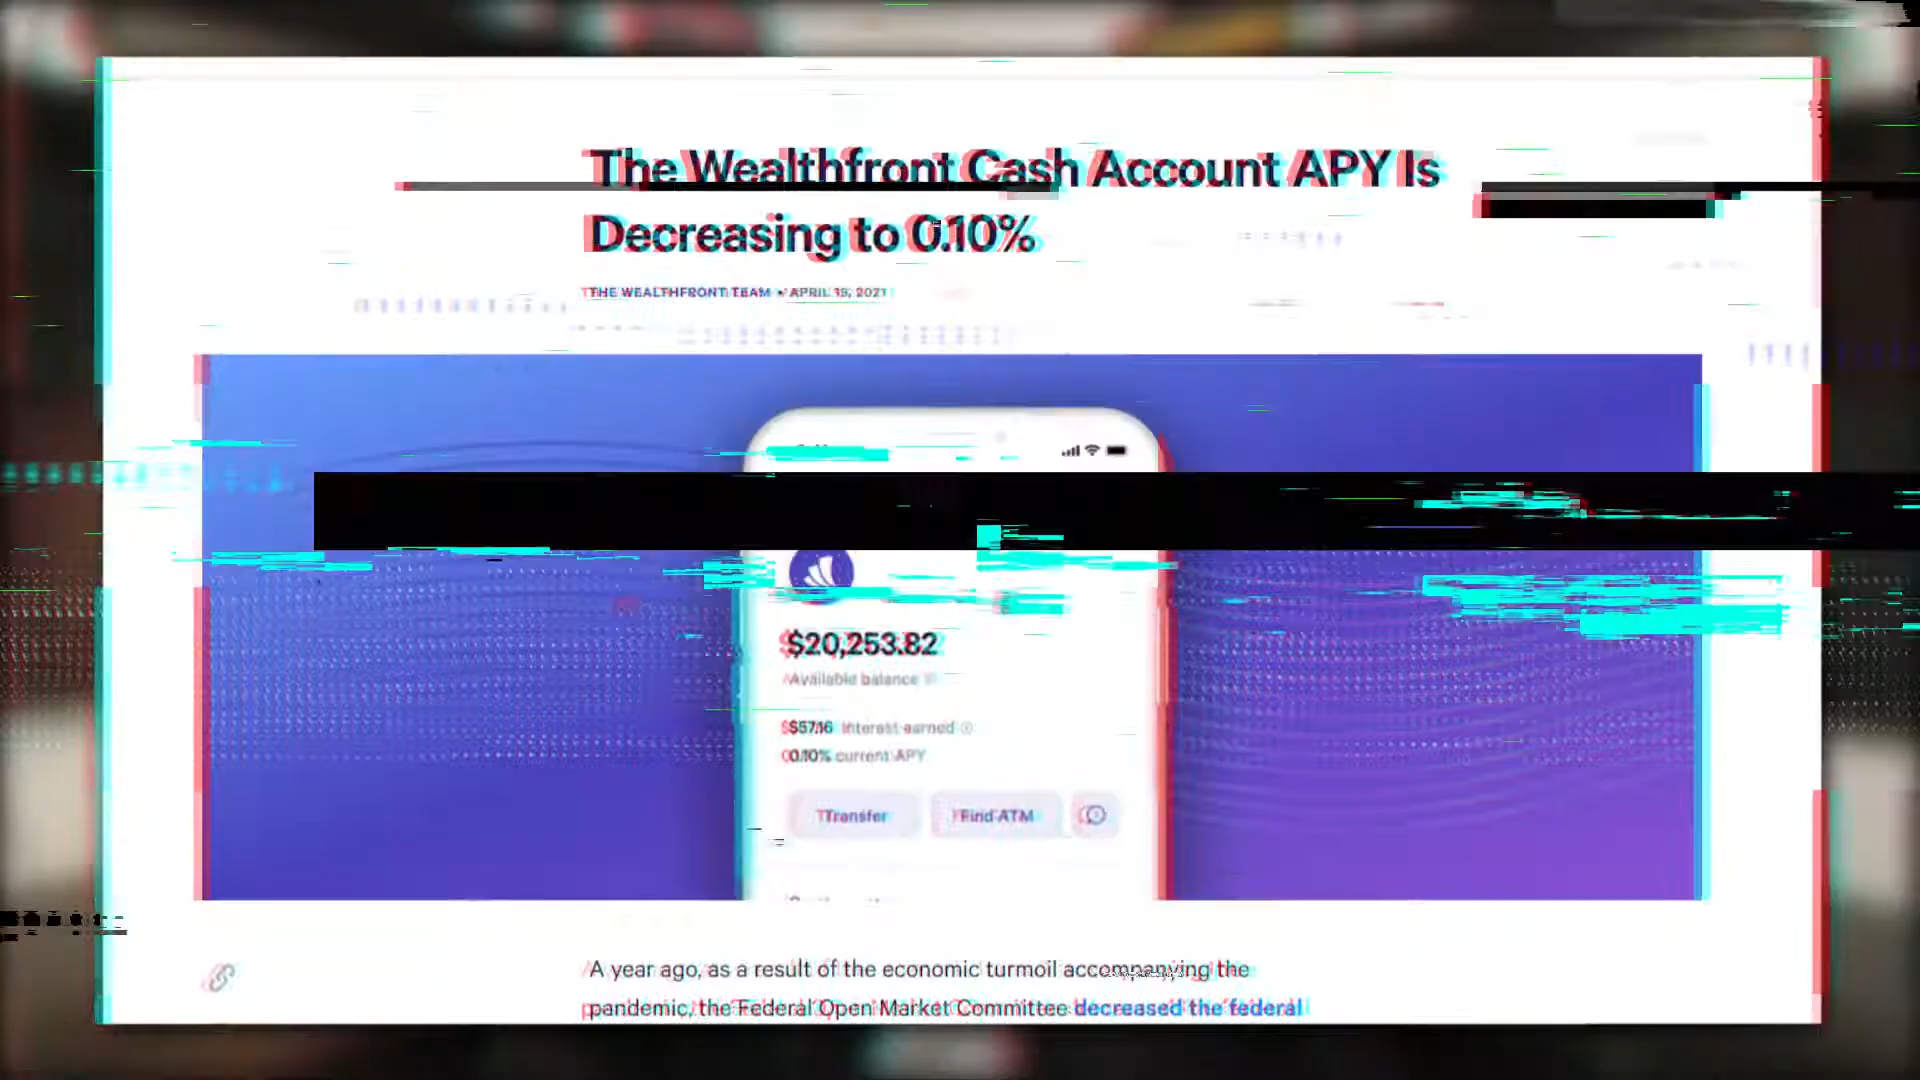 The Wealthfront Cash Account APY Is
Decreasing to 0.10%
THE WEALTHFRONT TEAM • APRIL 15, 2021
$20,253.82
Available balance
$57.16 interest earned
0.10% current APY
Transfer
Find ATM
A year ago, as a result of the economic turmoil accompanying the
pandemic, the Federal Open Market Committee decreased the federal